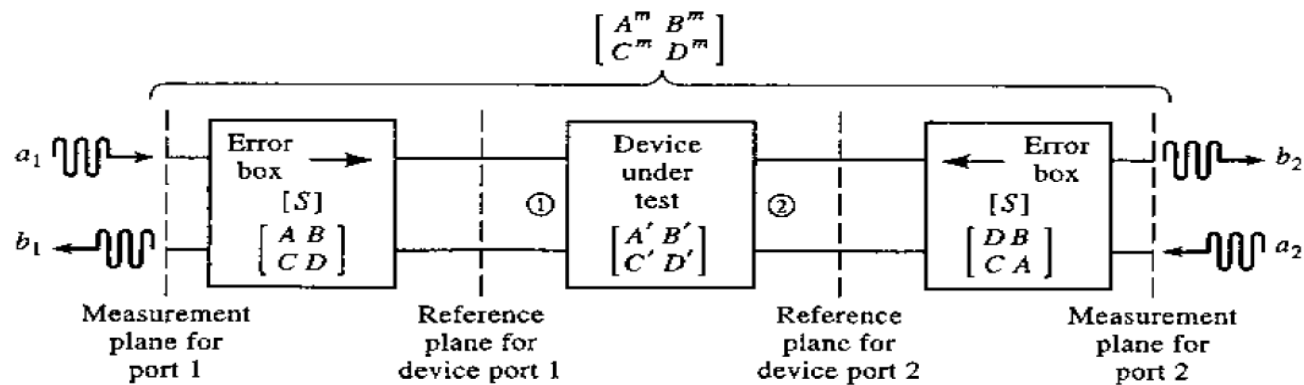 A^m B^m
C^m D^m
a1
Error
box
[S]
A B
C D
b1
①
Device
under
test
A' B'
C' D'
②
Error
box
[S]
D B
C A
b2
a2
Measurement
plane for
port 1
Reference
plane for
device port 1
Reference
plane for
device port 2
Measurement
plane for
port 2